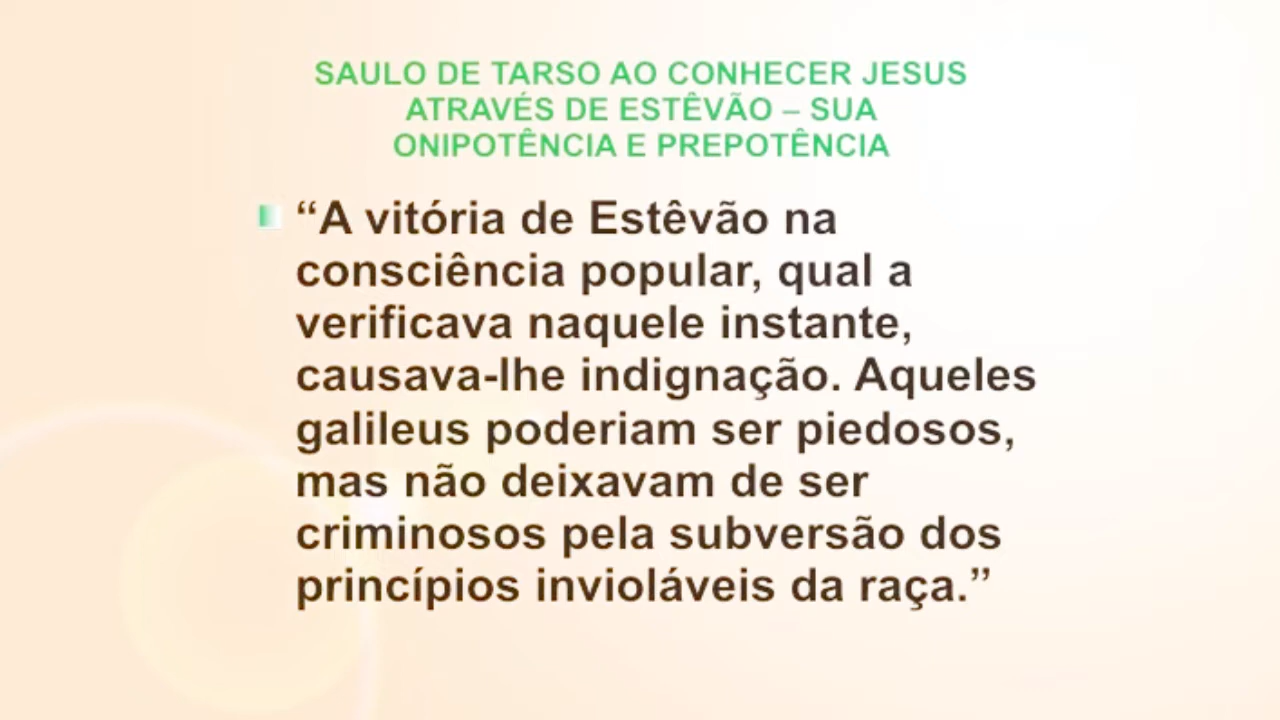 SAULO DE TARSO AO CONHECER JESUS
ATRAVÉS DE ESTÊVÃO – SUA
ONIPOTÊNCIA E PREPOTÊNCIA
“A vitória de Estêvão na
consciência popular, qual a
verificava naquele instante,
causava-lhe indignação. Aqueles
galileus poderiam ser piedosos,
mas não deixavam de ser
criminosos pela subversão dos
princípios invioláveis da raça.”